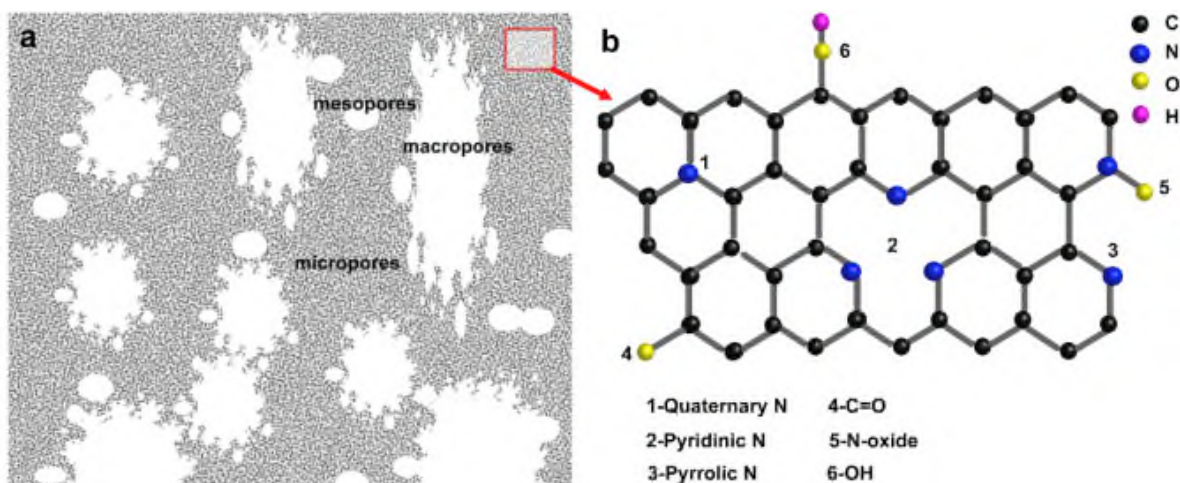 a
mesopores
macropores
micropores
b
6
C
N
O
H
1
5
2
3
4
1-Quaternary N 4-C=O
2-Pyridinic N 5-N-oxide
3-Pyrrolic N 6-OH